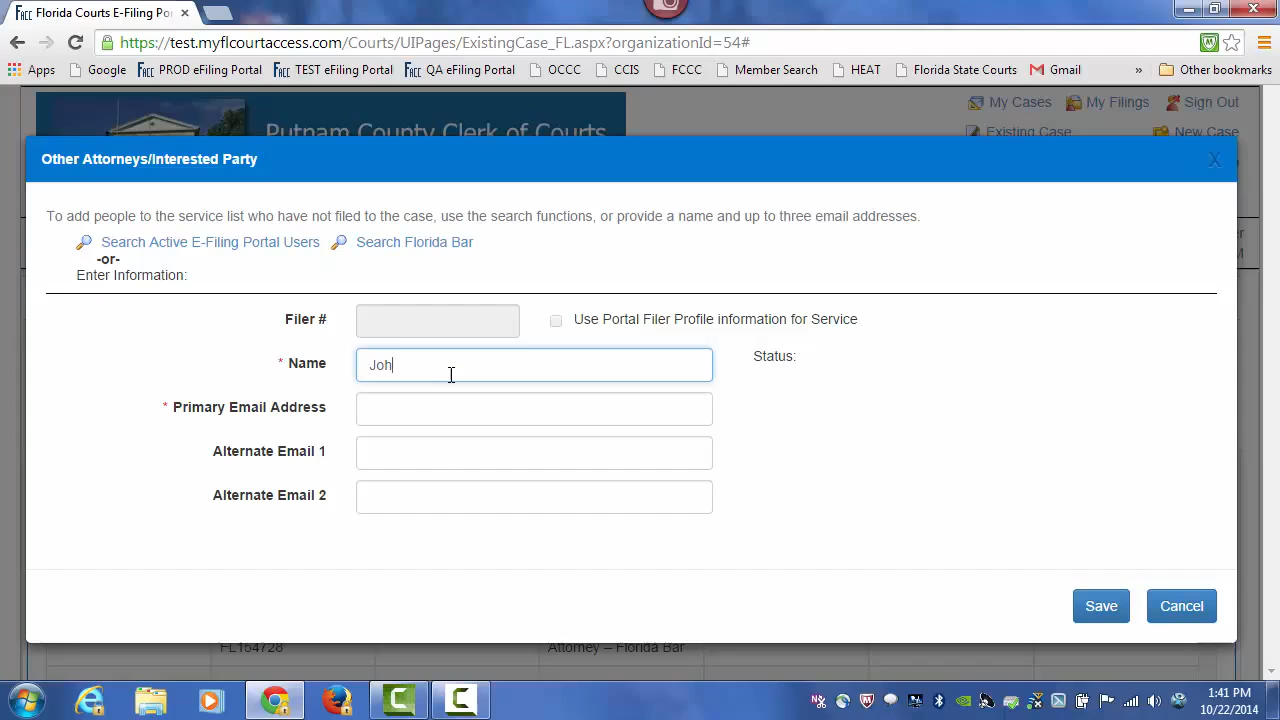 Florida Courts E-Filing Po
https://test.myflcourtaccess.com/Courts/UIPages/ExistingCase_FL.aspx?organizationId=54#
Apps Google PROD eFiling Portal TEST eFiling Portal QA eFiling Portal OCCC CCIS FCCC Member Search HEAT Florida State Courts Gmail » Other bookmarks
Putnam County Clerk of Courts
My Cases My Filings Sign Out
Existing Case New Case
Other Attorneys/Interested Party
X
To add people to the service list who have not filed to the case, use the search functions, or provide a name and up to three email addresses.
Search Active E-Filing Portal Users Search Florida Bar
-or-
Enter Information:
Filer # Use Portal Filer Profile information for Service
* Name Joh Status:
* Primary Email Address
Alternate Email 1
Alternate Email 2
Save Cancel
FL154728 Attorney – Florida Bar
1:41 PM
10/22/2014